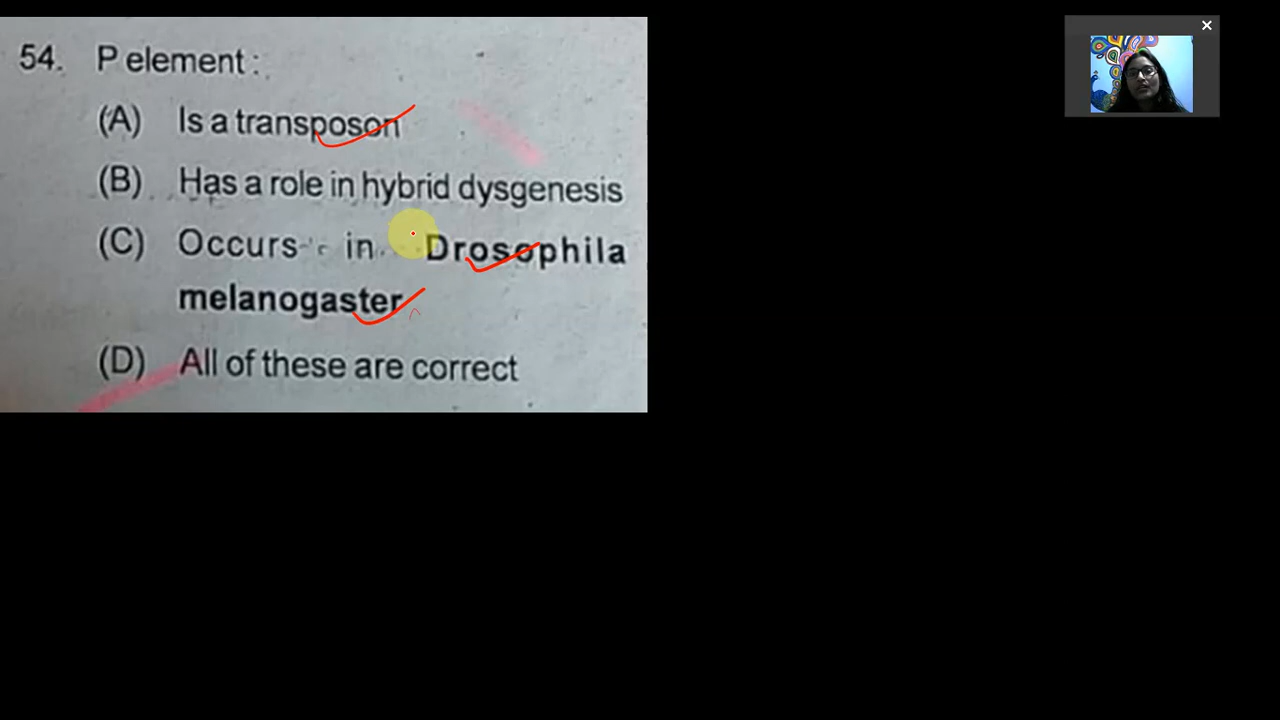 54. P element :
(A) Is a transposon
(B) Has a role in hybrid dysgenesis
(C) Occurs in Drosophila
melanogaster
(D) All of these are correct